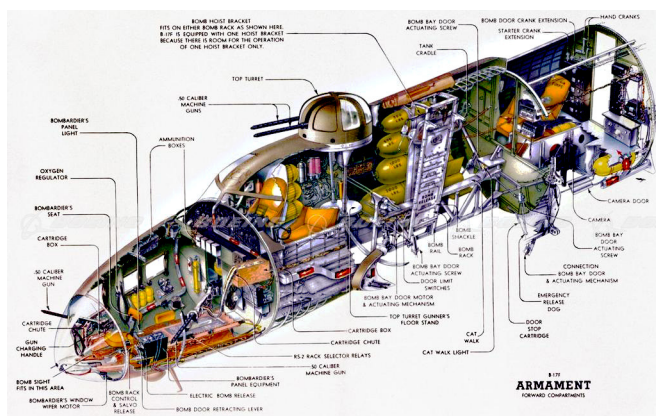 BOMB HOIST BRACKET
FITS ON EITHER BOMB RACK AS SHOWN HERE.
B-17F IS EQUIPPED WITH ONE HOIST BRACKET
BECAUSE THERE IS ROOM FOR THE OPERATION
OF ONE HOIST BRACKET ONLY.
BOMB BAY DOOR
ACTUATING SCREW
TANK
CRADLE
BOMB DOOR CRANK EXTENSION
STARTER CRANK
EXTENSION
HAND CRANKS
TOP TURRET
.50 CALIBER
MACHINE
GUNS
BOMBARDIER'S
PANEL
LIGHT
AMMUNITION
BOXES
OXYGEN
REGULATOR
BOMBARDIER'S
SEAT
CARTRIDGE
BOX
.50 CALIBER
MACHINE
GUN
CARTRIDGE
CHUTE
GUN
CHARGING
HANDLE
BOMB SIGHT
FITS IN THIS AREA
BOMBARDIER'S WINDOW
WIPER MOTOR
BOMB RACK
CONTROL
& SALVO
RELEASE
BOMB DOOR RETRACTING LEVER
ELECTRIC BOMB RELEASE
BOMBARDIER'S
PANEL EQUIPMENT
.50 CALIBER
MACHINE GUN
RS-2 RACK SELECTOR RELAYS
CARTRIDGE CHUTE
CARTRIDGE BOX
TOP TURRET GUNNER'S
FLOOR STAND
BOMB BAY DOOR MOTOR
& ACTUATING MECHANISM
DOOR LIMIT
SWITCHES
BOMB BAY DOOR
ACTUATING SCREW
BOMB
RAIL
BOMB
RACK
BOMB
SHACKLE
CAT
WALK
CAT WALK LIGHT
DOOR
STOP
CARTRIDGE
EMERGENCY
RELEASE
DOG
CONNECTION
BOMB BAY DOOR
& ACTUATING MECHANISM
BOMB BAY
DOOR
ACTUATING
SCREW
CAMERA
CAMERA DOOR
B-17F
ARMAMENT
FORWARD COMPARTMENTS